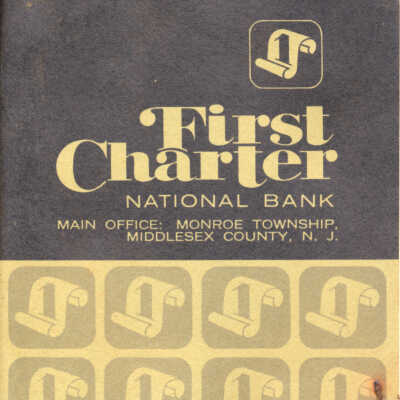 First
Charter
NATIONAL BANK
MAIN OFFICE: MONROE TOWNSHIP,
MIDDLESEX COUNTY, N. J.